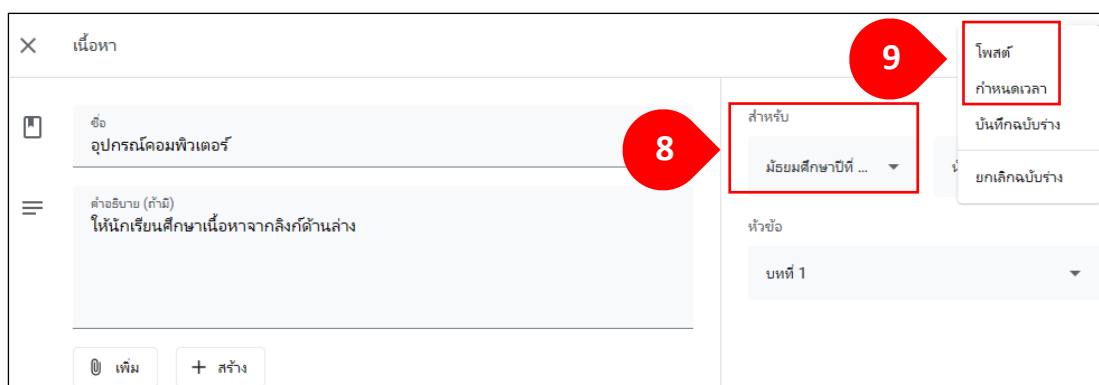 เนื้อหา
9
โพสต์
กำหนดเวลา
บันทึกฉบับร่าง
ยกเลิกฉบับร่าง
ชื่อ
อุปกรณ์คอมพิวเตอร์
8
สำหรับ
มัธยมศึกษาปีที่ ...
คำอธิบาย (ถ้ามี)
ให้นักเรียนศึกษาเนื้อหาจากลิงก์ด้านล่าง
หัวข้อ
บทที่ 1
เพิ่ม
สร้าง